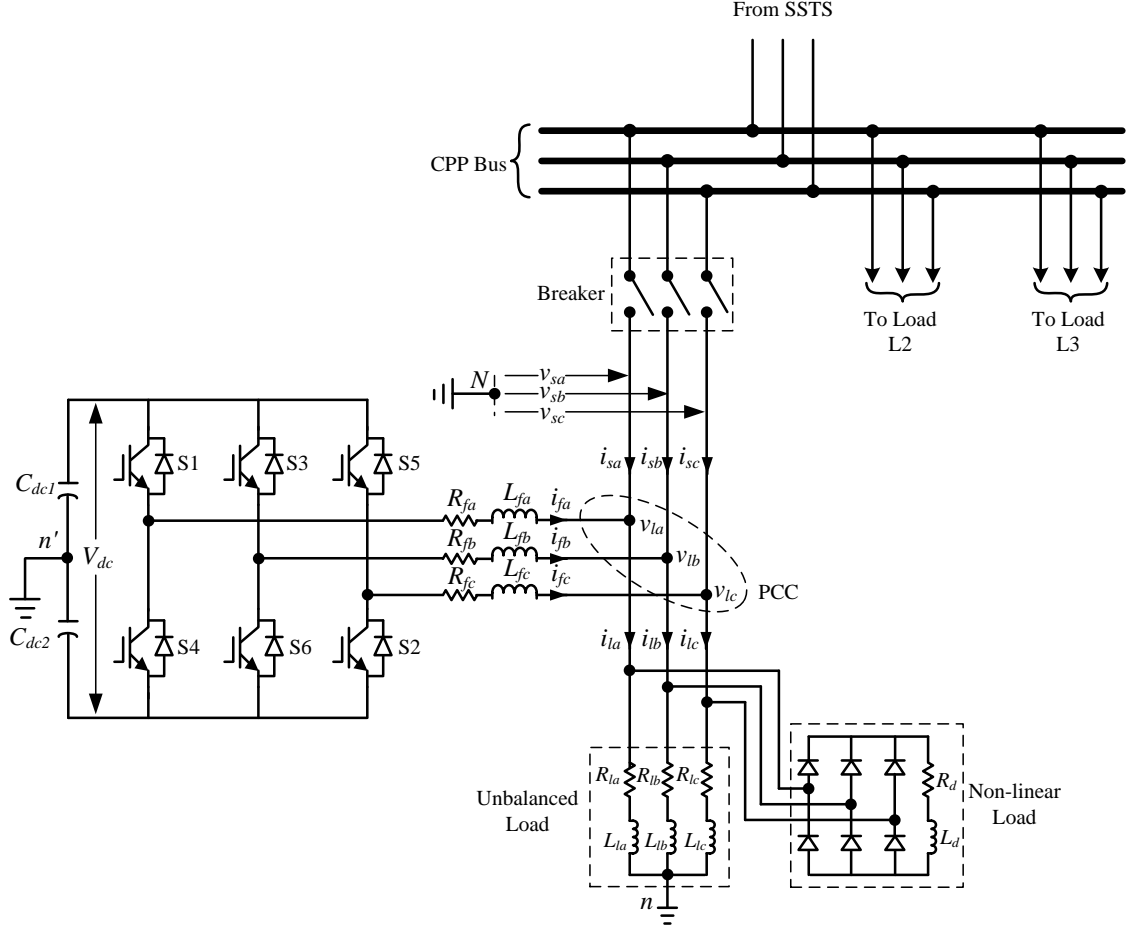 From SSTS
CPP Bus
Breaker
To Load
L2
To Load
L3
N
v_sa
v_sb
v_sc
i_sa
i_sb
i_sc
S1
S3
S5
C_dc1
n'
V_dc
C_dc2
S4
S6
S2
R_fa
L_fa
i_fa
R_fb
L_fb
i_fb
R_fc
L_fc
i_fc
v_la
v_lb
v_lc
PCC
i_la
i_lb
i_lc
Unbalanced
Load
R_la
R_lb
R_lc
L_la
L_lb
L_lc
n
R_d
L_d
Non-linear
Load